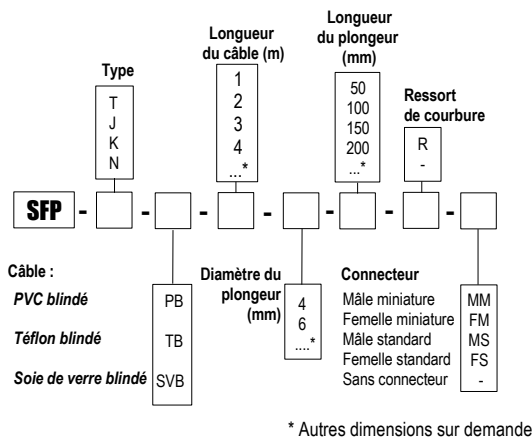 Longueur
du plongeur
(mm)
Longueur
du câble (m)
Type
Ressort
de courbure
T
J
K
N
1
2
3
4
...*
50
100
150
200
...*
R
-
SFP - - - - - - -
Câble :
PVC blindé
Téflon blindé
Soie de verre blindé
PB
TB
SVB
Diamètre du
plongeur
(mm)
4
6
....*
Connecteur
Mâle miniature
Femelle miniature
Mâle standard
Femelle standard
Sans connecteur
MM
FM
MS
FS
-
* Autres dimensions sur demande